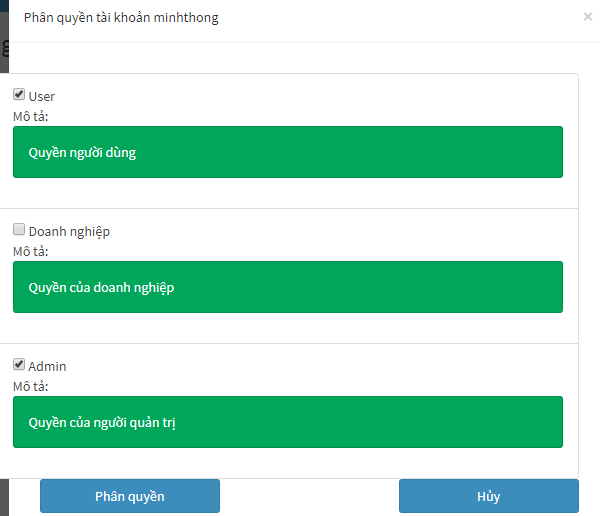 Phân quyền tài khoản minhthong
×
User
Mô tả:
Quyền người dùng
Doanh nghiệp
Mô tả:
Quyền của doanh nghiệp
Admin
Mô tả:
Quyền của người quản trị
Phân quyền
Hủy